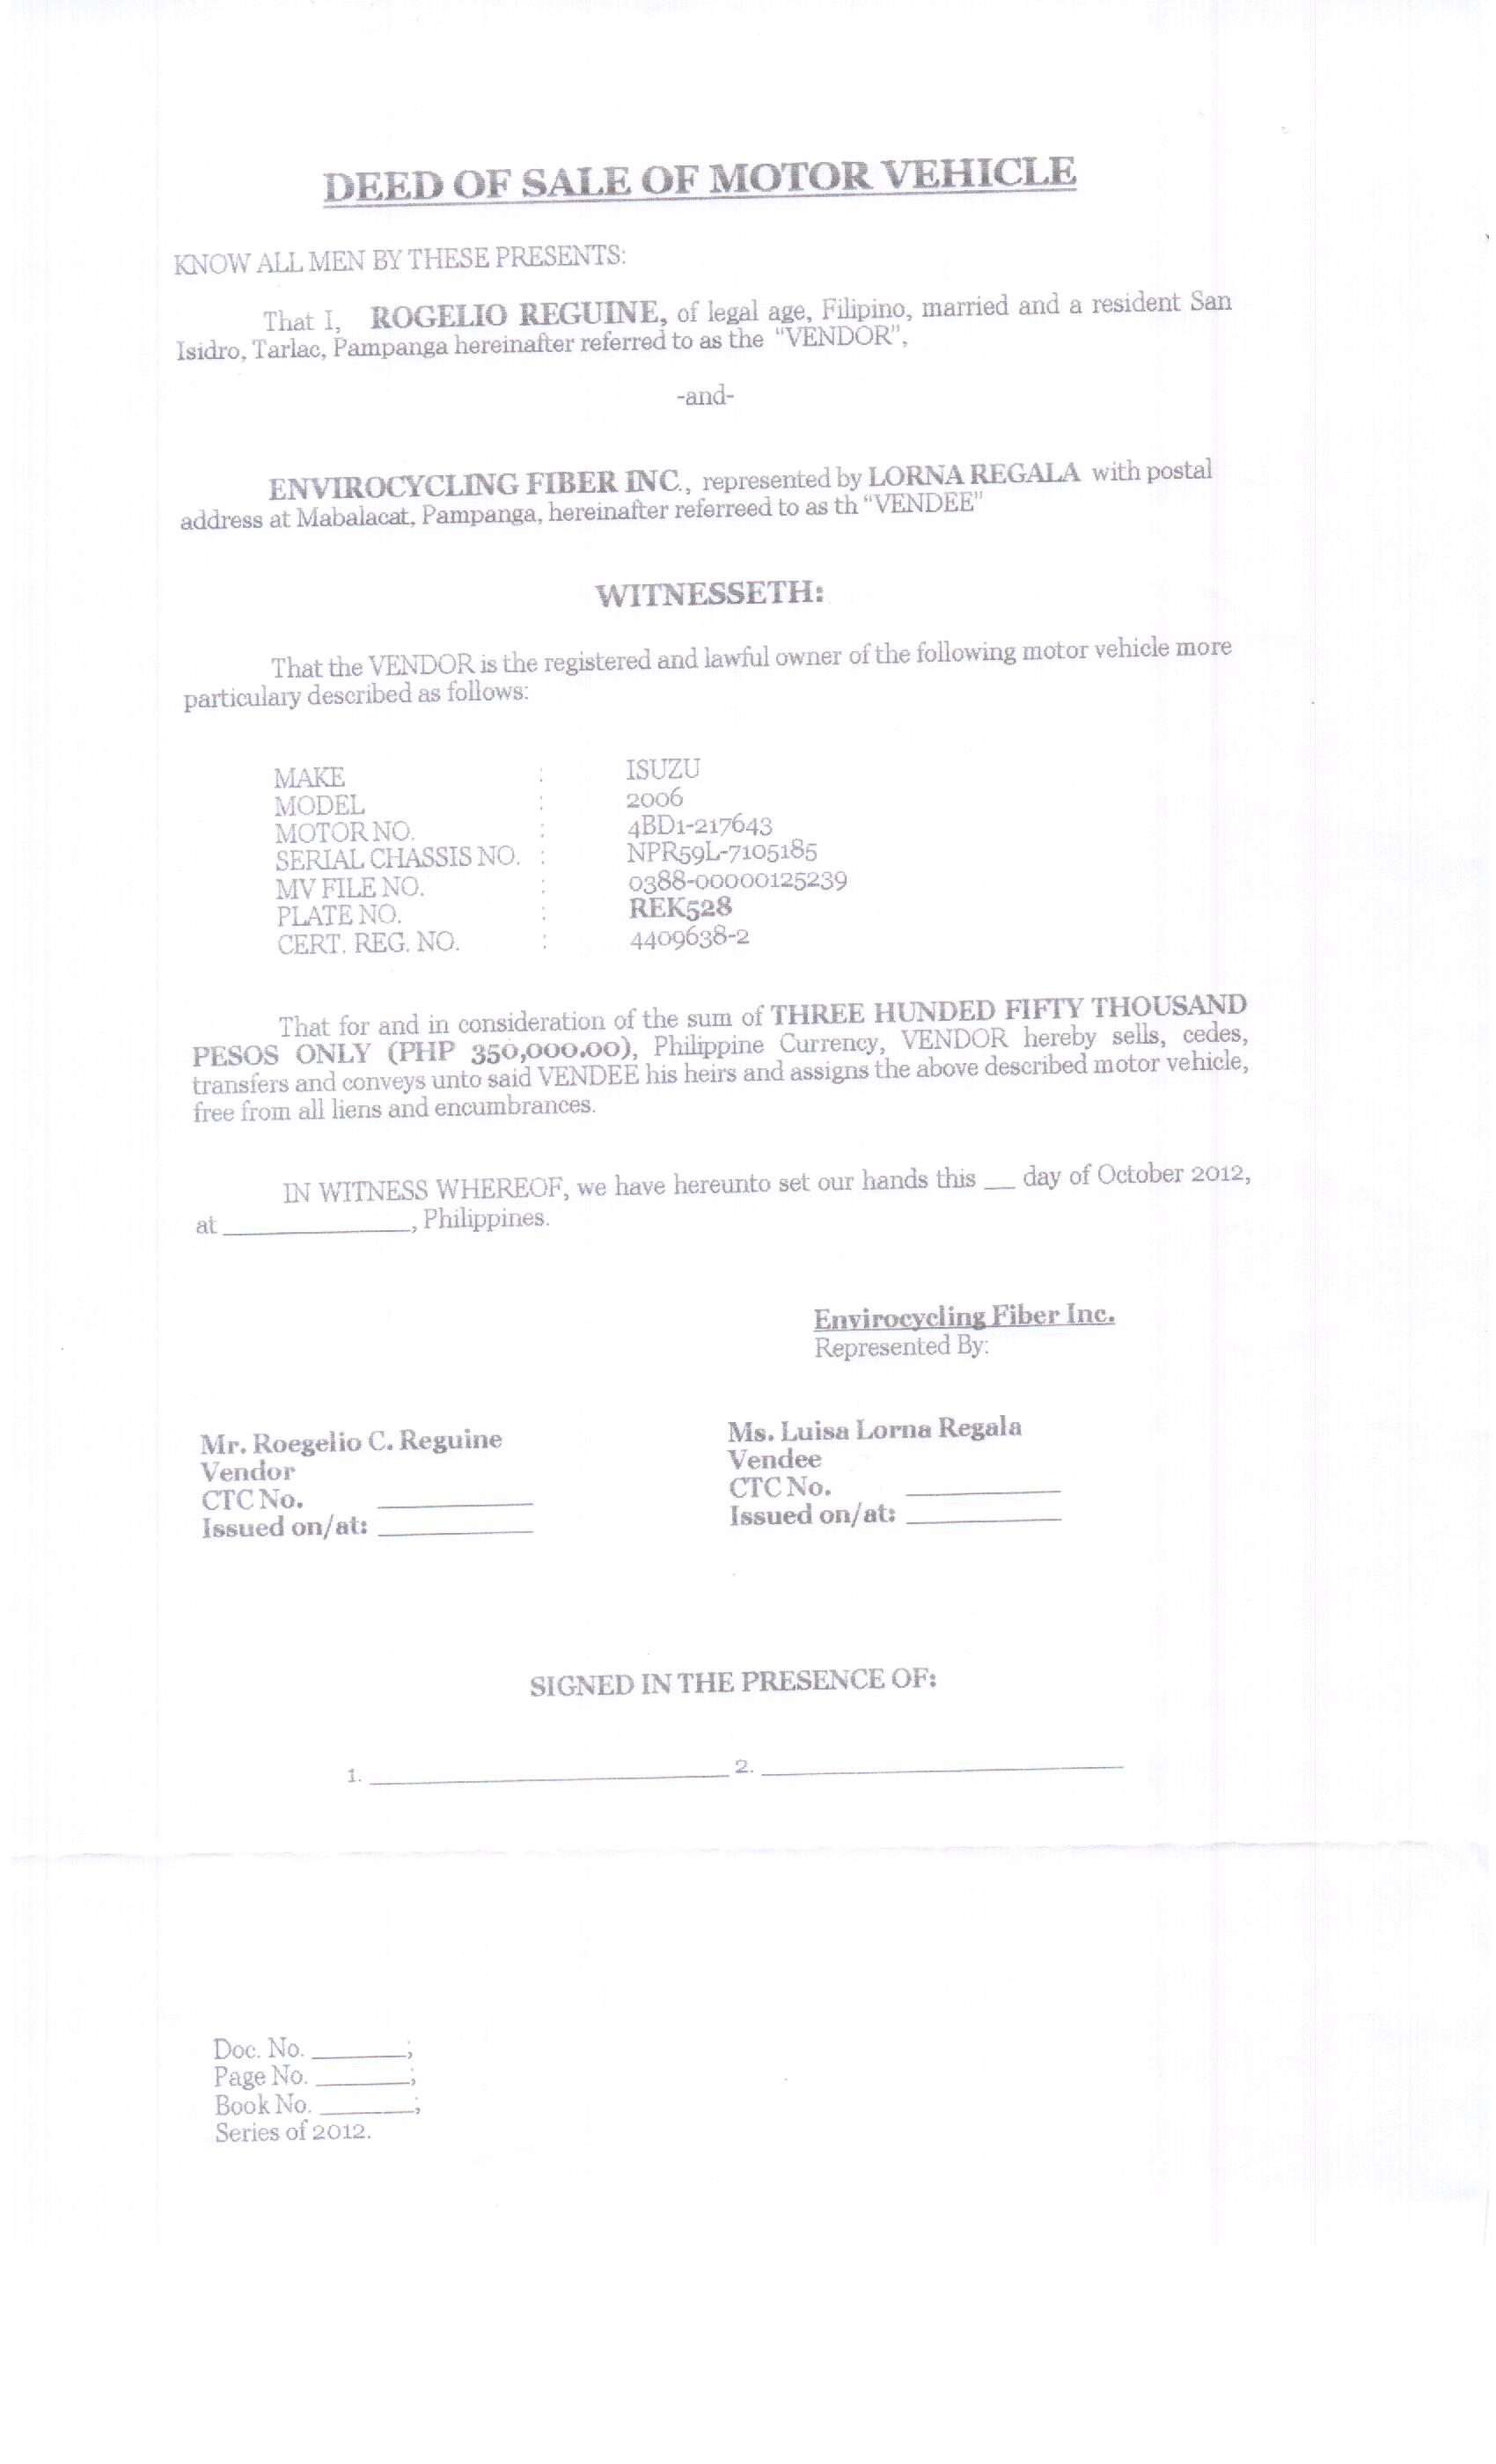 DEED OF SALE OF MOTOR VEHICLE
KNOW ALL MEN BY THESE PRESENTS:
That I, ROGELIO REGUINE, of legal age, Filipino, married and a resident San
Isidro, Tarlac, Pampanga hereinafter referred to as the "VENDOR",
-and-
ENVIROCYCLING FIBER INC., represented by LORNA REGALA with postal
address at Mabalacat, Pampanga, hereinafter referreed to as th "VENDEE"
WITNESSETH:
That the VENDOR is the registered and lawful owner of the following motor vehicle more
particulary described as follows:
MAKE : ISUZU
MODEL : 2006
MOTOR NO. : 4BD1-217643
SERIAL CHASSIS NO. : NPR59L-7105185
MV FILE NO. : 0388-00000125239
PLATE NO. : REK528
CERT. REG. NO. : 4409638-2
That for and in consideration of the sum of THREE HUNDED FIFTY THOUSAND
PESOS ONLY (PHP 350,000.00), Philippine Currency, VENDOR hereby sells, cedes,
transfers and conveys unto said VENDEE his heirs and assigns the above described motor vehicle,
free from all liens and encumbrances.
IN WITNESS WHEREOF, we have hereunto set our hands this __ day of October 2012,
at ______________, Philippines.
Envirocycling Fiber Inc.
Represented By:
Mr. Roegelio C. Reguine
Vendor
CTC No. ____________
Issued on/at: ____________
Ms. Luisa Lorna Regala
Vendee
CTC No. ____________
Issued on/at: ____________
SIGNED IN THE PRESENCE OF:
1. ____________________________ 2. ____________________________
Doc. No. _______;
Page No. _______;
Book No. _______;
Series of 2012.